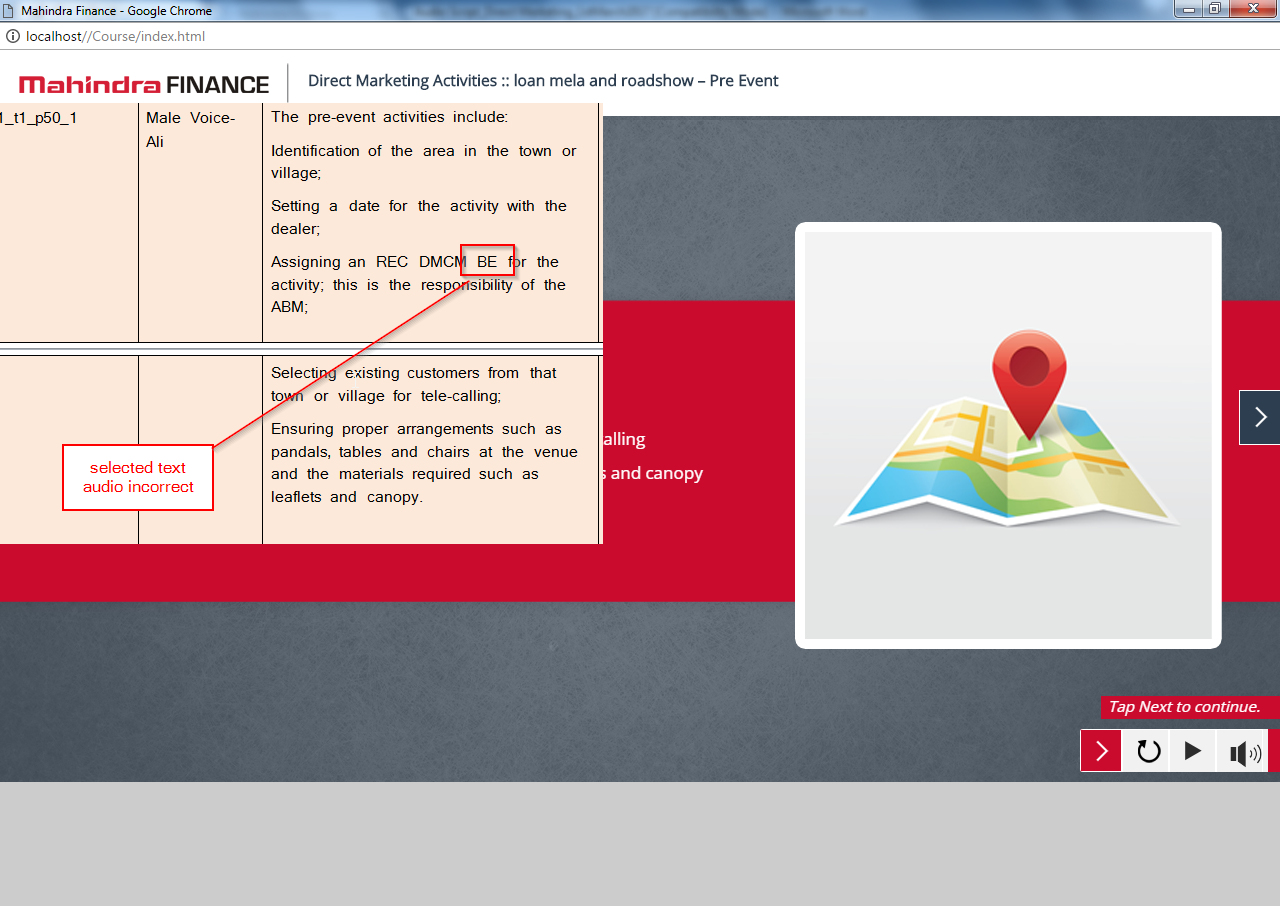 Mahindra Finance - Google Chrome
localhost//Course/index.html
Mahindra FINANCE
Direct Marketing Activities :: loan mela and roadshow – Pre Event
1_t1_p50_1
Male Voice-
Ali
The pre-event activities include:
Identification of the area in the town or
village;
Setting a date for the activity with the
dealer;
Assigning an REC DMCM BE for the
activity; this is the responsibility of the
ABM;
Selecting existing customers from that
town or village for tele-calling;
Ensuring proper arrangements such as
pandals, tables and chairs at the venue
and the materials required such as
leaflets and canopy.
selected text
audio incorrect
alling
s and canopy
Tap Next to continue.